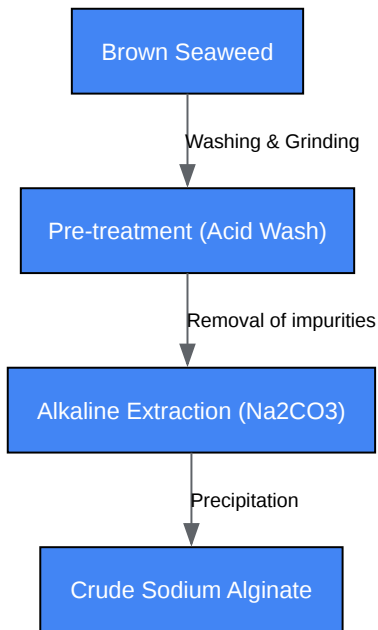 Brown Seaweed
Washing & Grinding
Pre-treatment (Acid Wash)
Removal of impurities
Alkaline Extraction (Na2CO3)
Precipitation
Crude Sodium Alginate